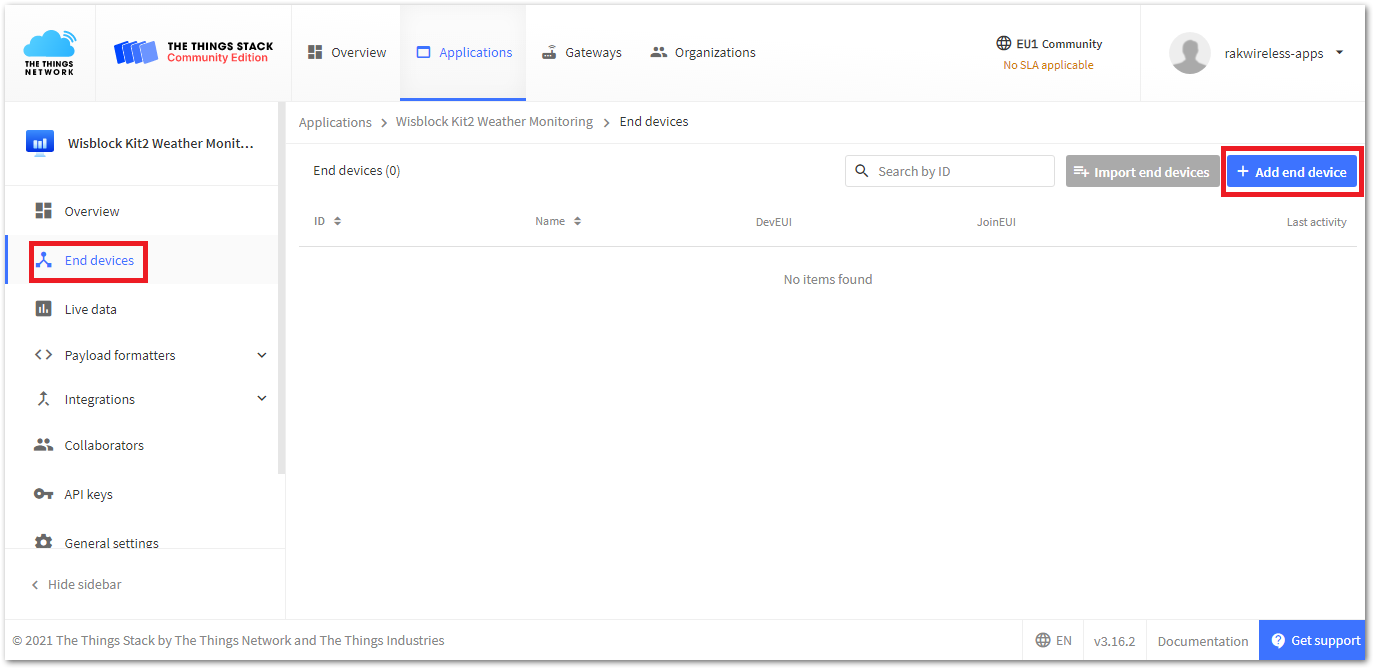 THE THINGS
NETWORK
THE THINGS STACK
Community Edition
Overview
Applications
Gateways
Organizations
EU1 Community
No SLA applicable
rakwireless-apps
Wisblock Kit2 Weather Monit...
Overview
End devices
Live data
Payload formatters
Integrations
Collaborators
API keys
General settings
Hide sidebar
Applications > Wisblock Kit2 Weather Monitoring > End devices
End devices (0)
Search by ID
Import end devices
+ Add end device
ID
Name
DevEUI
JoinEUI
Last activity
No items found
© 2021 The Things Stack by The Things Network and The Things Industries
EN
v3.16.2
Documentation
Get support